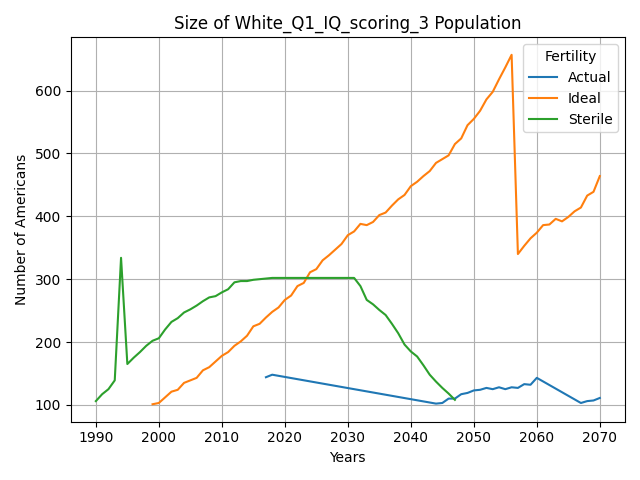 Size of White_Q1_IQ_scoring_3 Population
Number of Americans
600
500
400
300
200
100
Fertility
Actual
Ideal
Sterile
1990 2000 2010 2020 2030 2040 2050 2060 2070
Years